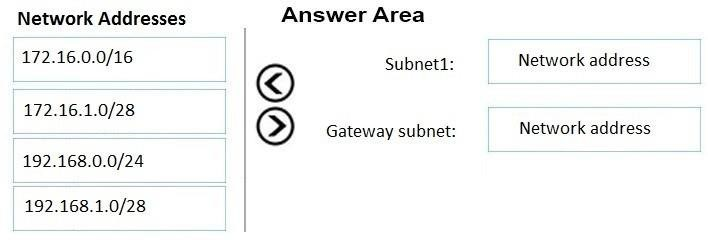 Network Addresses
172.16.0.0/16
172.16.1.0/28
192.168.0.0/24
192.168.1.0/28
Answer Area
Subnet1: Network address
Gateway subnet: Network address